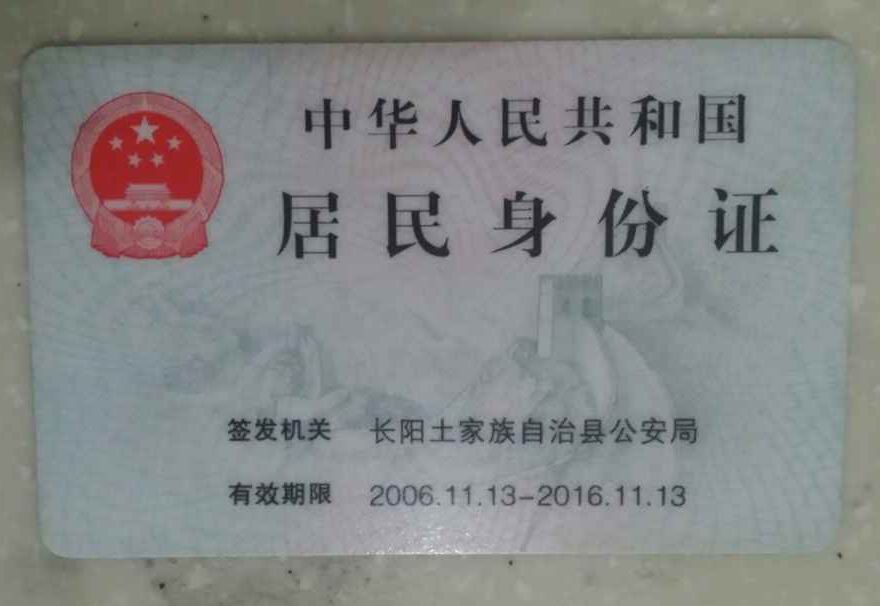 中华人民共和国
居民身份证
签发机关 长阳土家族自治县公安局
有效期限 2006.11.13-2016.11.13